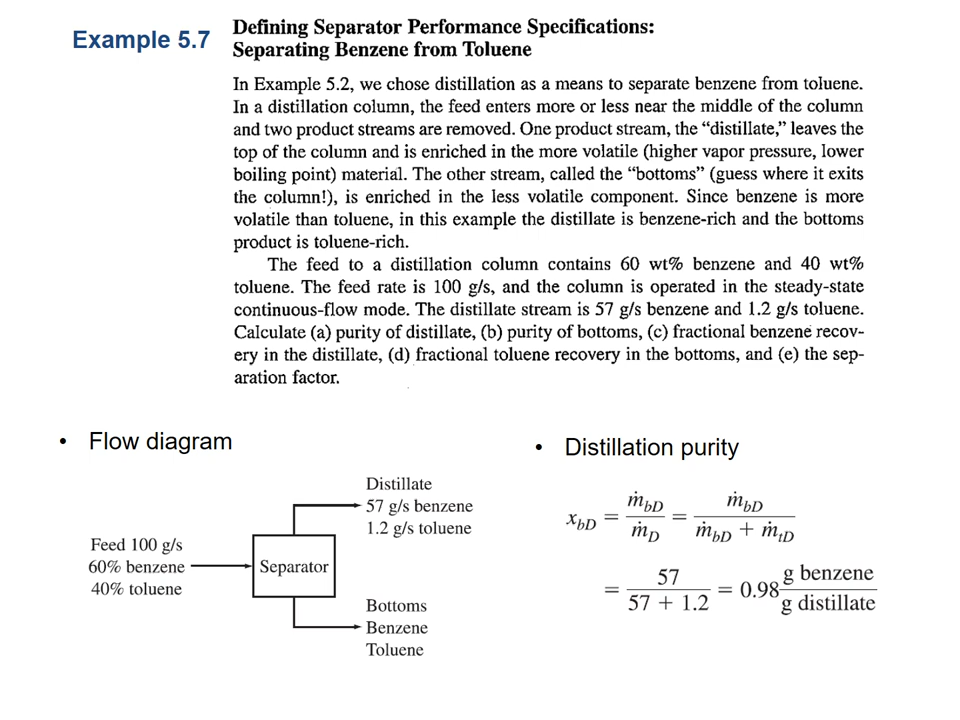 Example 5.7
Defining Separator Performance Specifications:
Separating Benzene from Toluene
In Example 5.2, we chose distillation as a means to separate benzene from toluene.
In a distillation column, the feed enters more or less near the middle of the column
and two product streams are removed. One product stream, the “distillate,” leaves the
top of the column and is enriched in the more volatile (higher vapor pressure, lower
boiling point) material. The other stream, called the “bottoms” (guess where it exits
the column!), is enriched in the less volatile component. Since benzene is more
volatile than toluene, in this example the distillate is benzene-rich and the bottoms
product is toluene-rich.
The feed to a distillation column contains 60 wt% benzene and 40 wt%
toluene. The feed rate is 100 g/s, and the column is operated in the steady-state
continuous-flow mode. The distillate stream is 57 g/s benzene and 1.2 g/s toluene.
Calculate (a) purity of distillate, (b) purity of bottoms, (c) fractional benzene recov-
ery in the distillate, (d) fractional toluene recovery in the bottoms, and (e) the sep-
aration factor.
• Flow diagram
Distillate
57 g/s benzene
1.2 g/s toluene
Feed 100 g/s
60% benzene
40% toluene
Separator
Bottoms
Benzene
Toluene
• Distillation purity
x_bD = ṁ_bD / ṁ_D = ṁ_bD / (ṁ_bD + ṁ_tD)
= 57 / (57 + 1.2) = 0.98 g benzene / g distillate